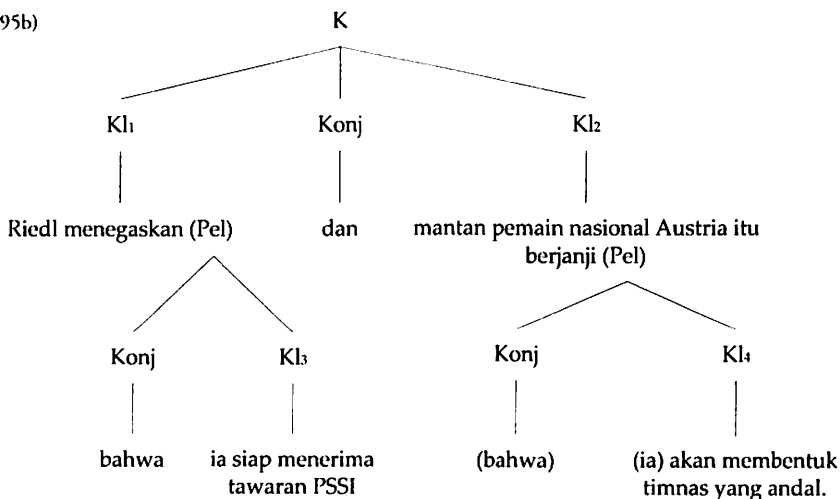 95b)
K
Kl1 Konj Kl2
Riedl menegaskan (Pel) dan mantan pemain nasional Austria itu
berjanji (Pel)
Konj Kl3 Konj Kl4
bahwa ia siap menerima (bahwa) (ia) akan membentuk
tawaran PSSI timnas yang andal.